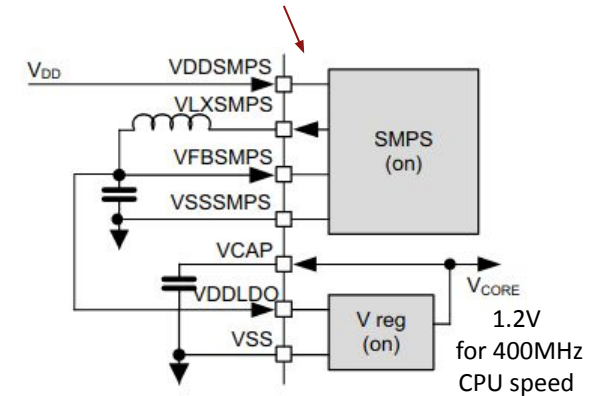 VDD
VDDSMPS
VLXSMPS
SMPS
(on)
VFBSMPS
VSSSMPS
VCAP
VCORE
VDDLDO
V reg
(on)
VSS
1.2V
for 400MHz
CPU speed